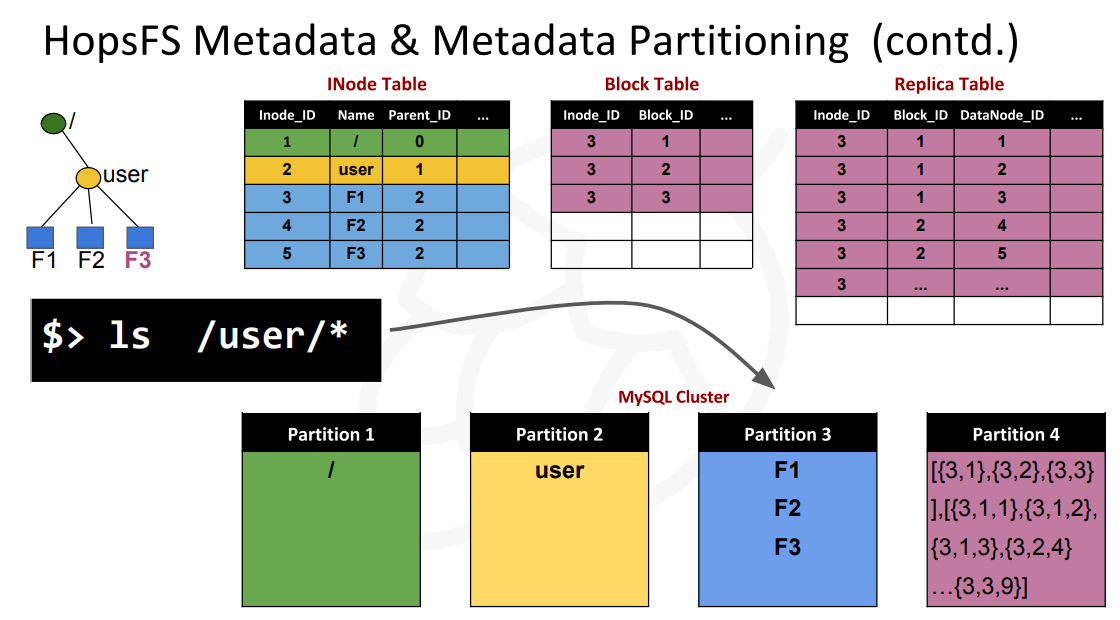 HopsFS Metadata & Metadata Partitioning (contd.)
/
user
F1 F2 F3
INode Table
Inode_ID Name Parent_ID ...
1 / 0
2 user 1
3 F1 2
4 F2 2
5 F3 2
Block Table
Inode_ID Block_ID ...
3 1
3 2
3 3
Replica Table
Inode_ID Block_ID DataNode_ID ...
3 1 1
3 1 2
3 1 3
3 2 4
3 2 5
3 ... ...
$> ls /user/*
MySQL Cluster
Partition 1
/
Partition 2
user
Partition 3
F1
F2
F3
Partition 4
[{3,1},{3,2},{3,3}
],[{3,1,1},{3,1,2},
{3,1,3},{3,2,4}
...{3,3,9}]